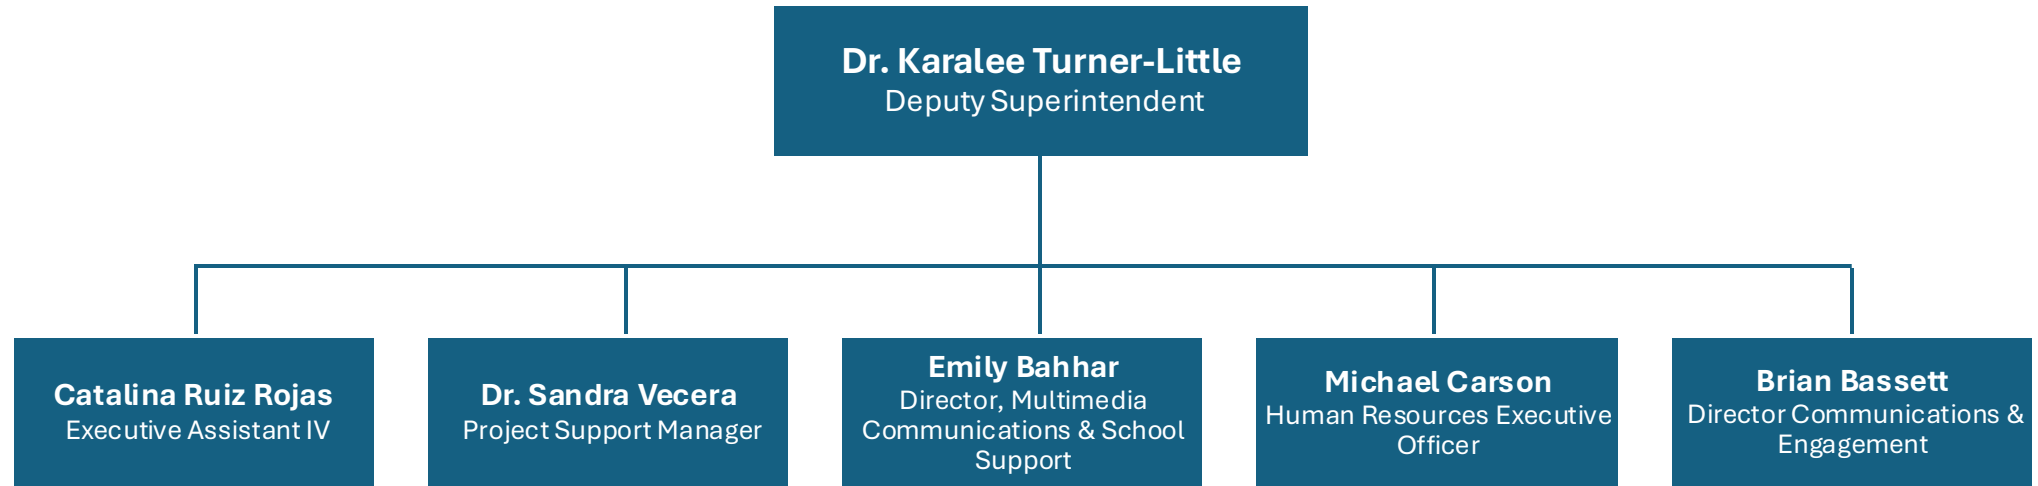 Dr. Karalee Turner-Little
Deputy Superintendent
Catalina Ruiz Rojas
Executive Assistant IV
Dr. Sandra Vecera
Project Support Manager
Emily Bahhar
Director, Multimedia
Communications & School
Support
Michael Carson
Human Resources Executive
Officer
Brian Bassett
Director Communications &
Engagement